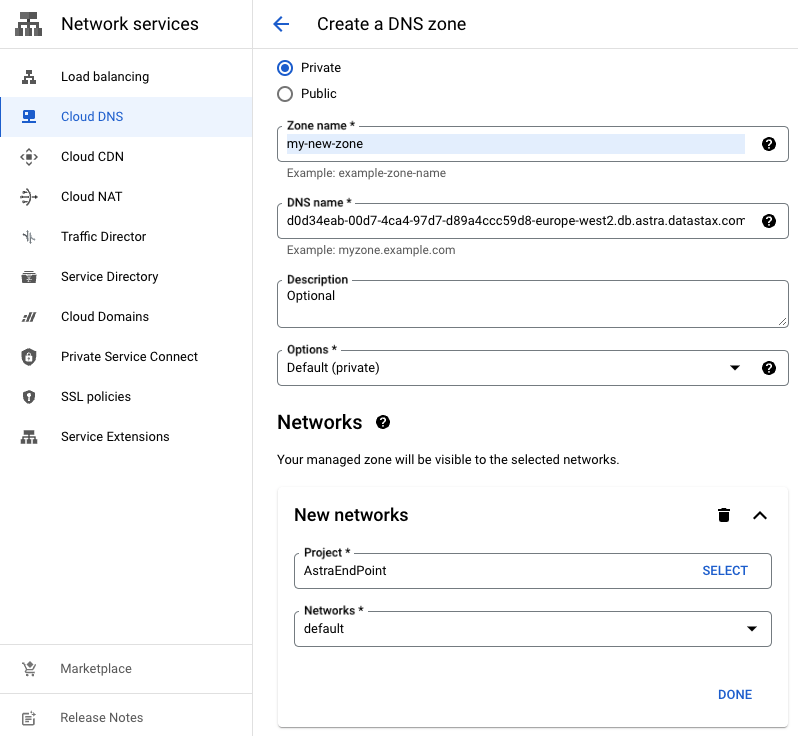 Network services
Load balancing
Cloud DNS
Cloud CDN
Cloud NAT
Traffic Director
Service Directory
Cloud Domains
Private Service Connect
SSL policies
Service Extensions
Marketplace
Release Notes
Create a DNS zone
Private
Public
Zone name *
my-new-zone
Example: example-zone-name
DNS name *
d0d34eab-00d7-4ca4-97d7-d89a4ccc59d8-europe-west2.db.astra.datastax.com
Example: myzone.example.com
Description
Optional
Options *
Default (private)
Networks
Your managed zone will be visible to the selected networks.
New networks
Project *
AstraEndPoint
SELECT
Networks *
default
DONE